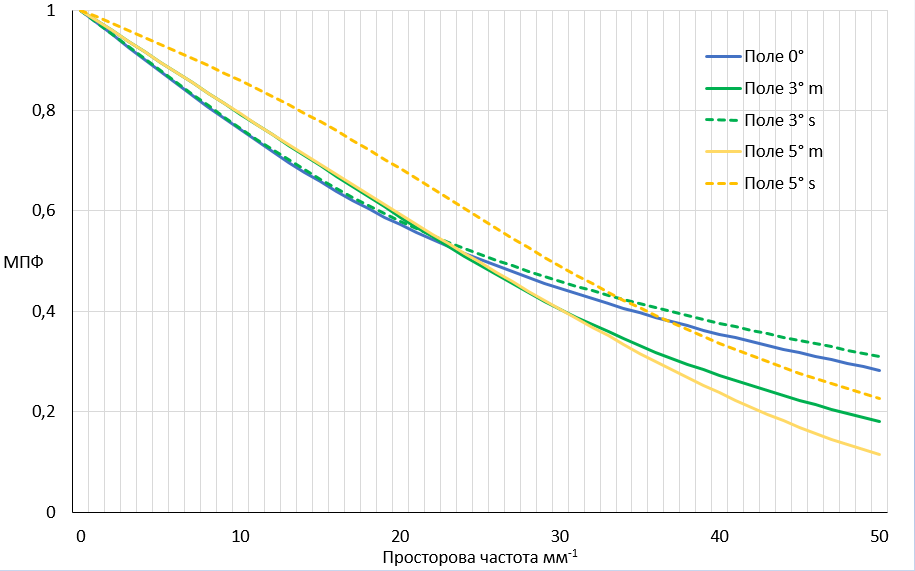 1
0,8
0,6
МПФ
0,4
0,2
0
0 10 20 30 40 50
Просторова частота мм-1
Поле 0°
Поле 3° m
Поле 3° s
Поле 5° m
Поле 5° s